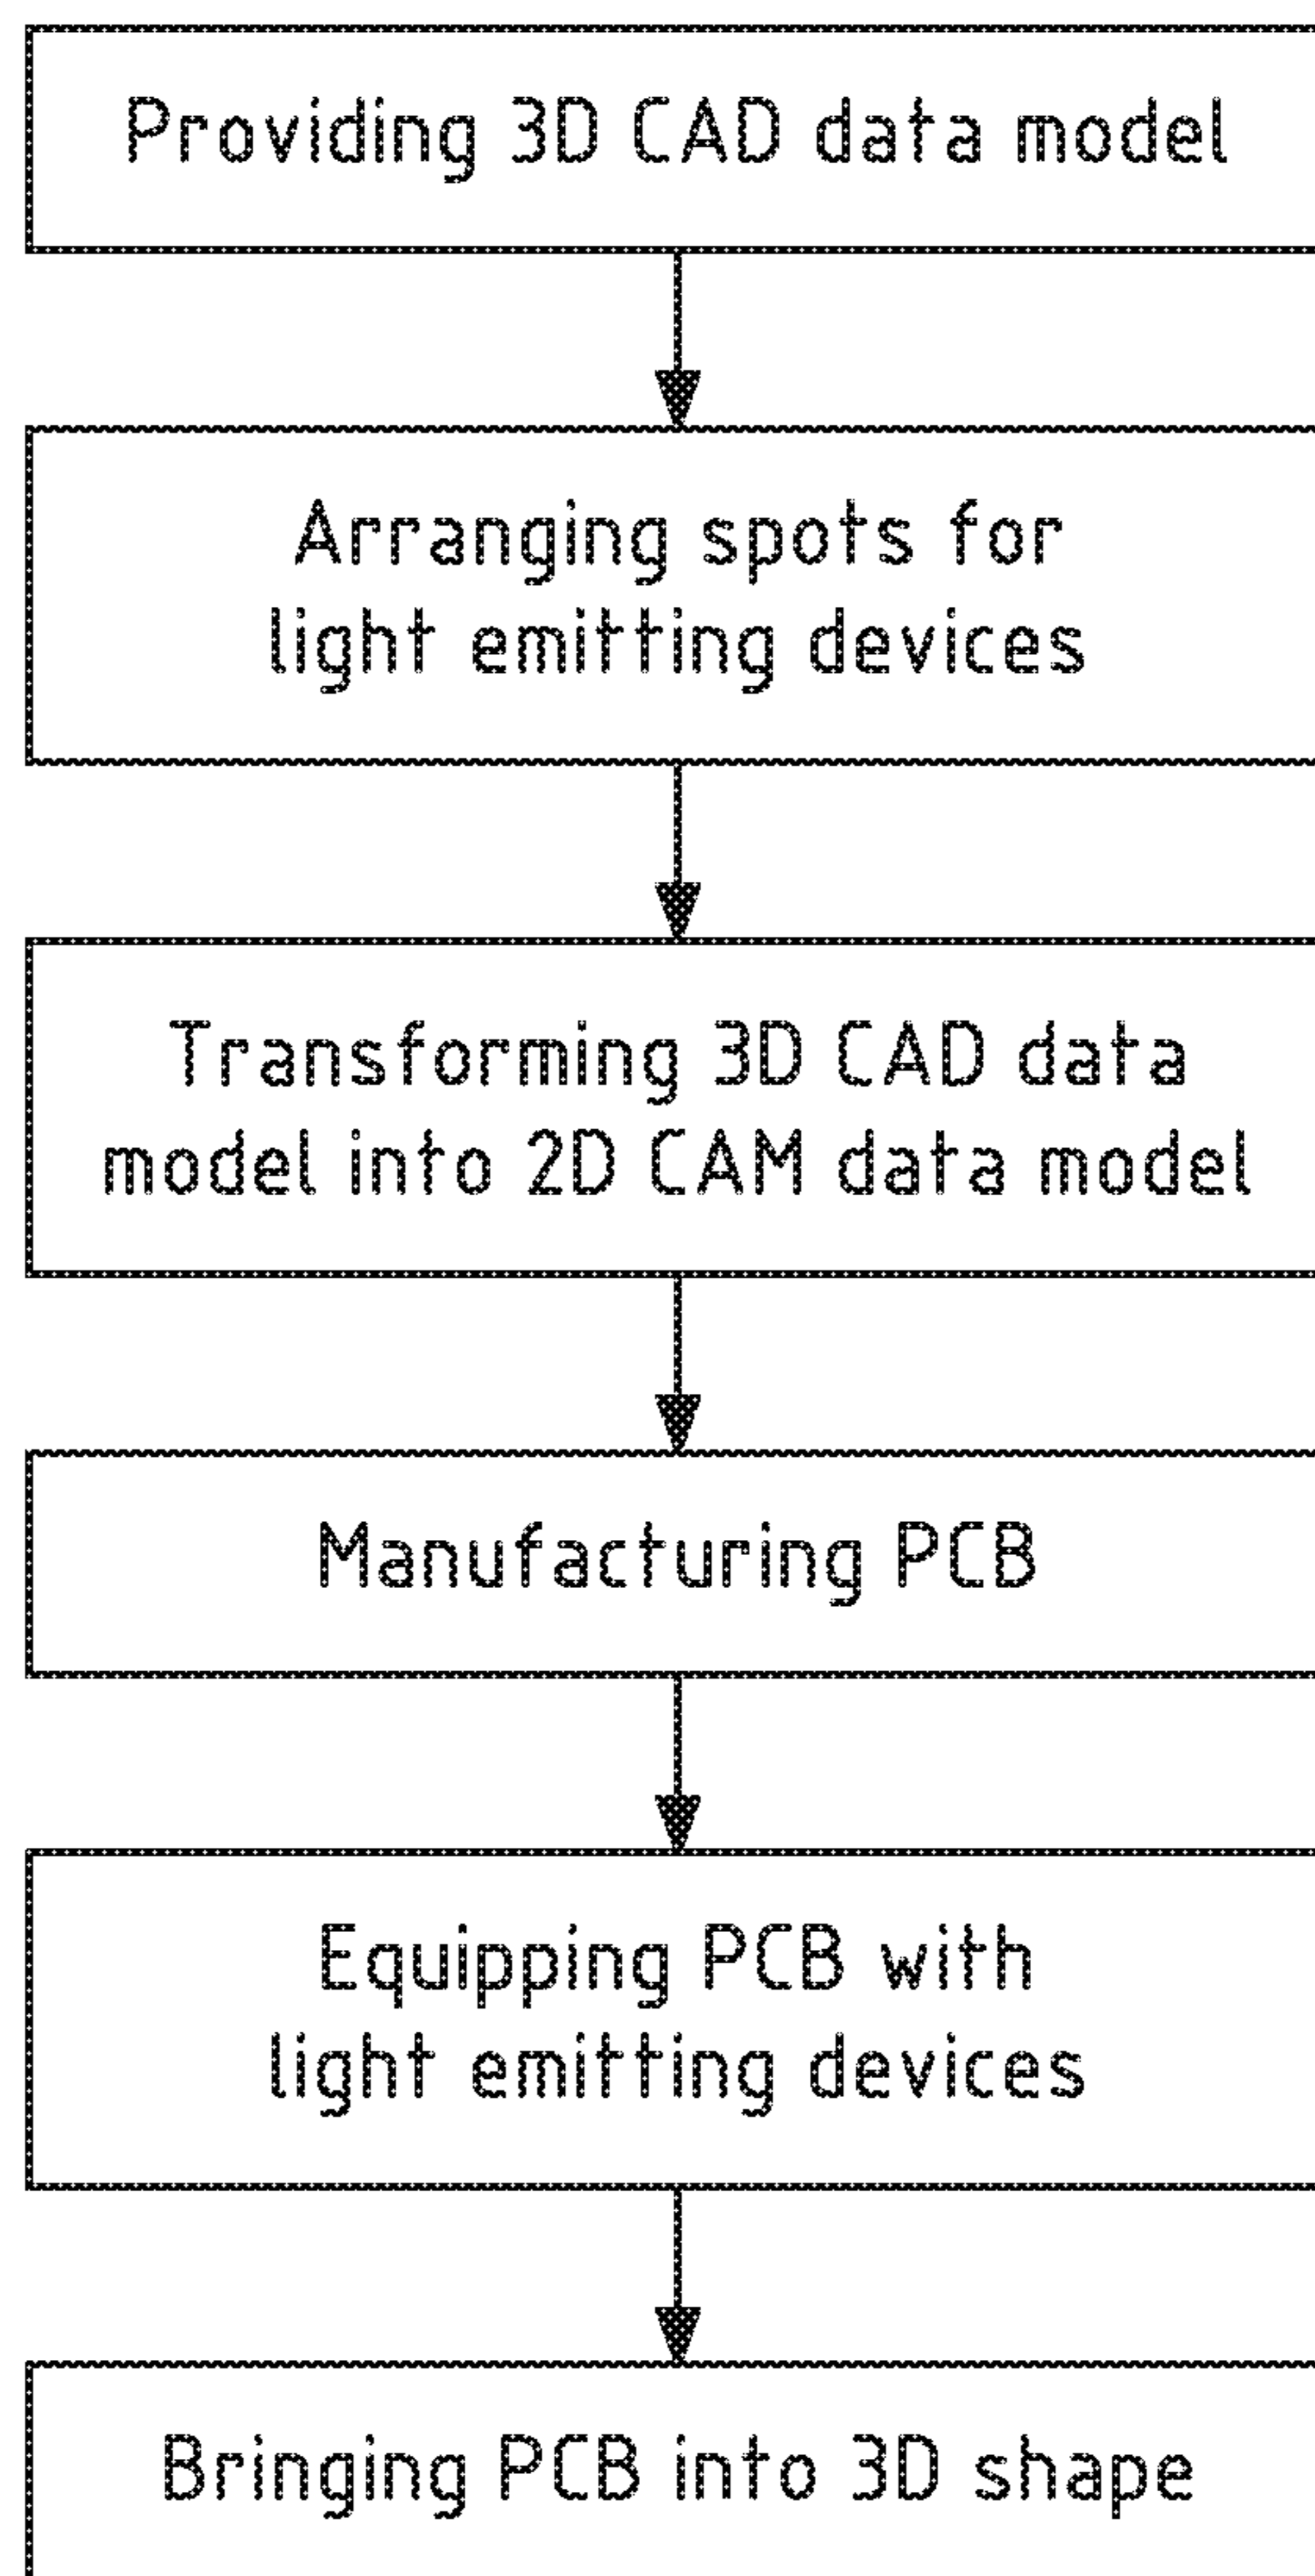 Providing 3D CAD data model
Arranging spots for
light emitting devices
Transforming 3D CAD data
model into 2D CAM data model
Manufacturing PCB
Equipping PCB with
light emitting devices
Bringing PCB into 3D shape